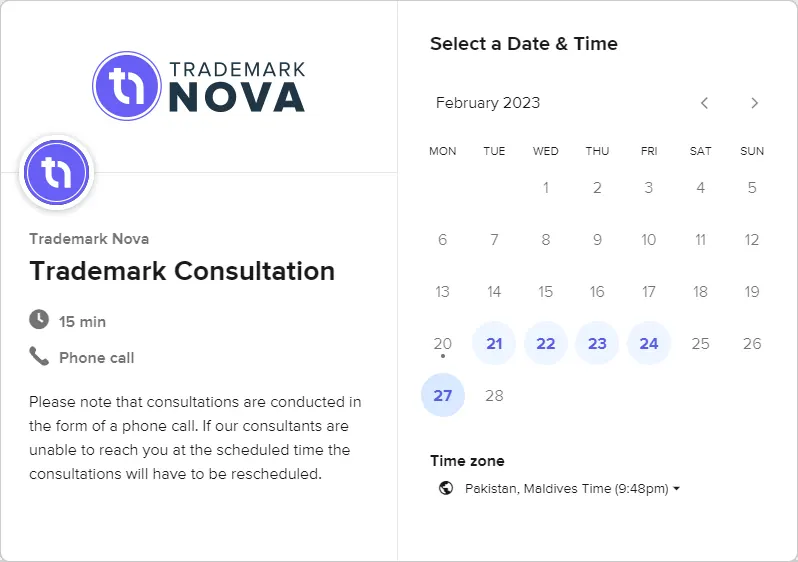 TRADEMARK
NOVA
Trademark Nova
Trademark Consultation
15 min
Phone call
Please note that consultations are conducted in
the form of a phone call. If our consultants are
unable to reach you at the scheduled time the
consultations will have to be rescheduled.
Select a Date & Time
February 2023
MON TUE WED THU FRI SAT SUN
1 2 3 4 5
6 7 8 9 10 11 12
13 14 15 16 17 18 19
20 21 22 23 24 25 26
27 28
Time zone
Pakistan, Maldives Time (9:48pm)